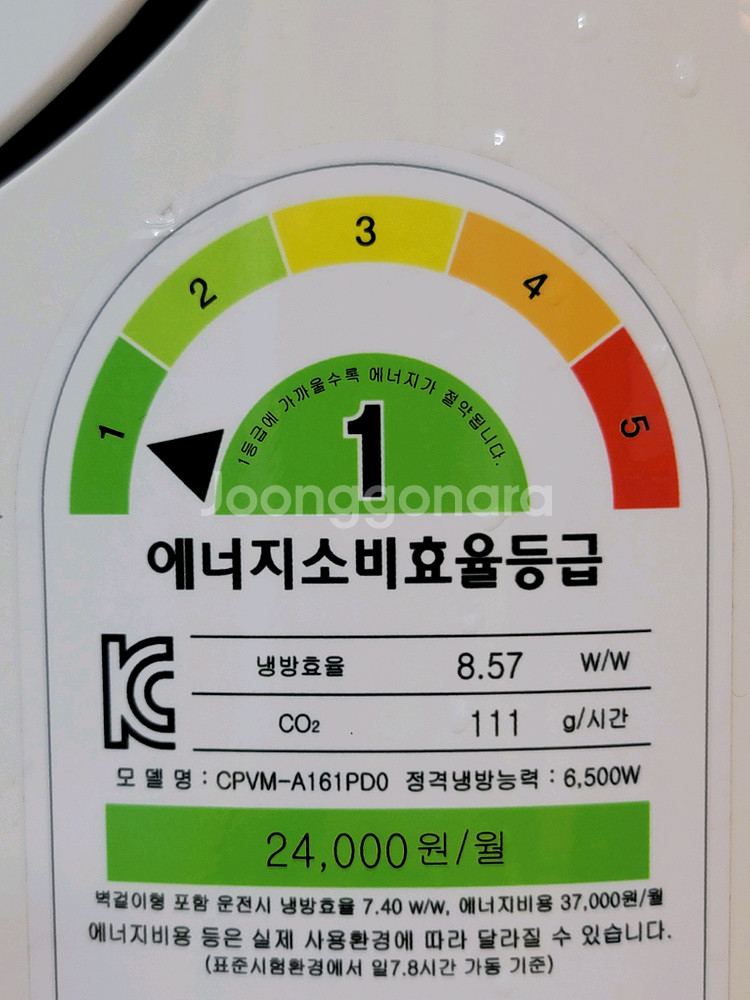 3
2
4
1
5
1등급에 가까울수록 에너지가 절약됩니다.
1
Joonggonara
에너지소비효율등급
냉방효율 8.57 W/W
CO₂ 111 g/시간
모 델 명 : CPVM-A161PD0 정격냉방능력 : 6,500W
24,000원/월
벽걸이형 포함 운전시 냉방효율 7.40 W/W, 에너지비용 37,000원/월
에너지비용 등은 실제 사용환경에 따라 달라질 수 있습니다.
(표준시험환경에서 일7.8시간 가동 기준)